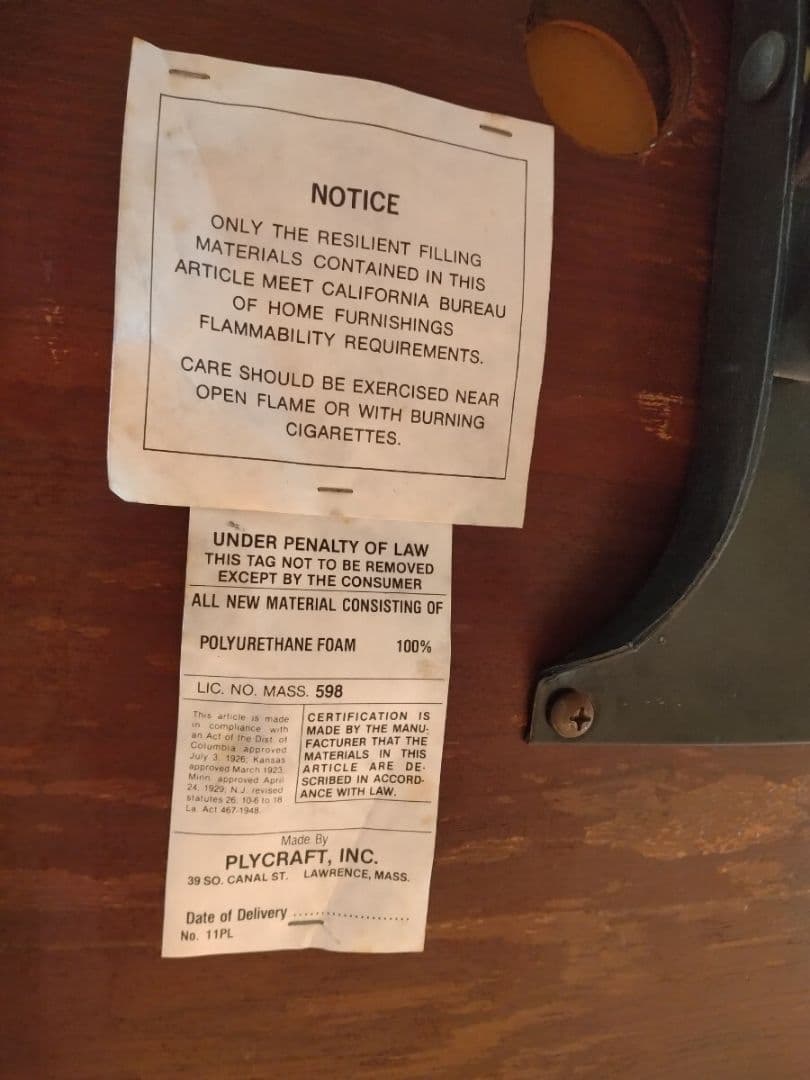 NOTICE
ONLY THE RESILIENT FILLING
MATERIALS CONTAINED IN THIS
ARTICLE MEET CALIFORNIA BUREAU
OF HOME FURNISHINGS
FLAMMABILITY REQUIREMENTS.
CARE SHOULD BE EXERCISED NEAR
OPEN FLAME OR WITH BURNING
CIGARETTES.
UNDER PENALTY OF LAW
THIS TAG NOT TO BE REMOVED
EXCEPT BY THE CONSUMER
ALL NEW MATERIAL CONSISTING OF
POLYURETHANE FOAM 100%
LIC. NO. MASS. 598
This article is made
in compliance with
an Act of the Dist of
Columbia approved
July 3, 1926; Kansas
approved March 1923,
Minn approved April
24, 1929; N.J. revised
statutes 26. 10-6 to 18
La. Act 467-1948.
CERTIFICATION IS
MADE BY THE MANU-
FACTURER THAT THE
MATERIALS IN THIS
ARTICLE ARE DE-
SCRIBED IN ACCORD-
ANCE WITH LAW.
Made By
PLYCRAFT, INC.
39 SO. CANAL ST. LAWRENCE, MASS.
Date of Delivery ....................
No. 11PL